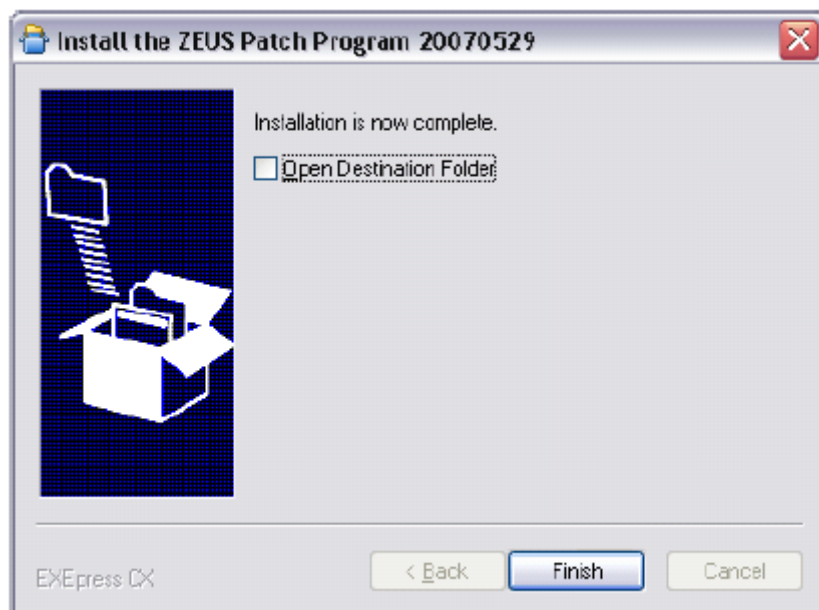 Install the ZEUS Patch Program 20070529
Installation is now complete.
Open Destination Folder
EXEpress CX
< Back
Finish
Cancel